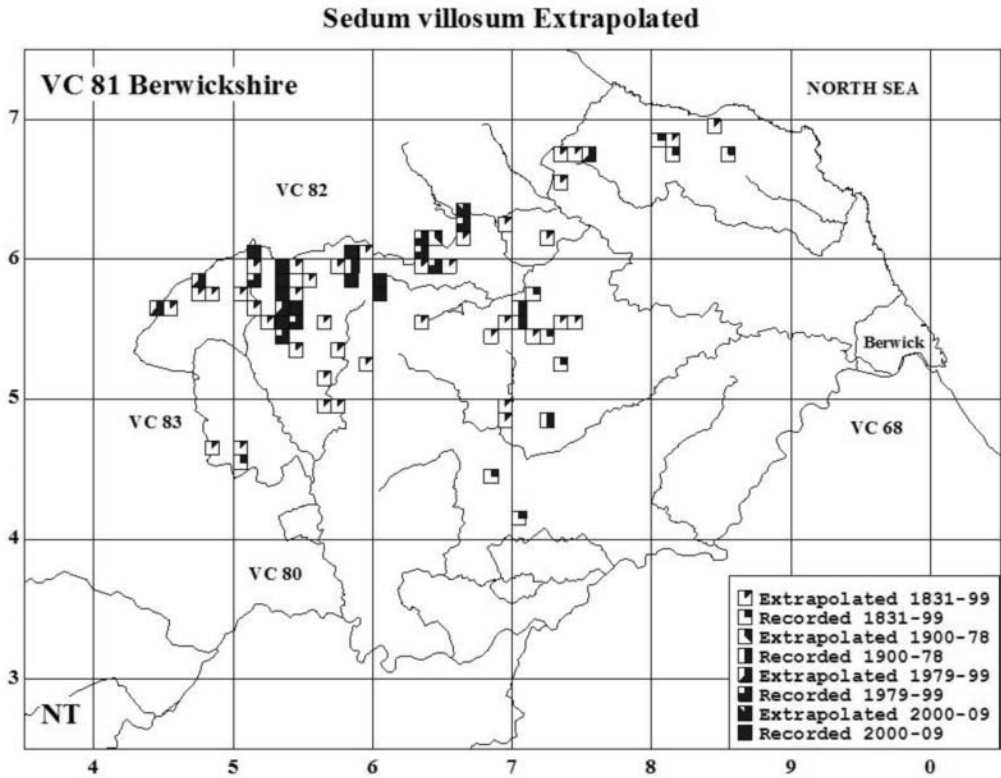 Sedum villosum Extrapolated
VC 81 Berwickshire
NORTH SEA
7
VC 82
6
Berwick
5
VC 83
VC 68
4
VC 80
Extrapolated 1831-99
Recorded 1831-99
Extrapolated 1900-78
Recorded 1900-78
Extrapolated 1979-99
Recorded 1979-99
Extrapolated 2000-09
Recorded 2000-09
3
NT
4 5 6 7 8 9 0